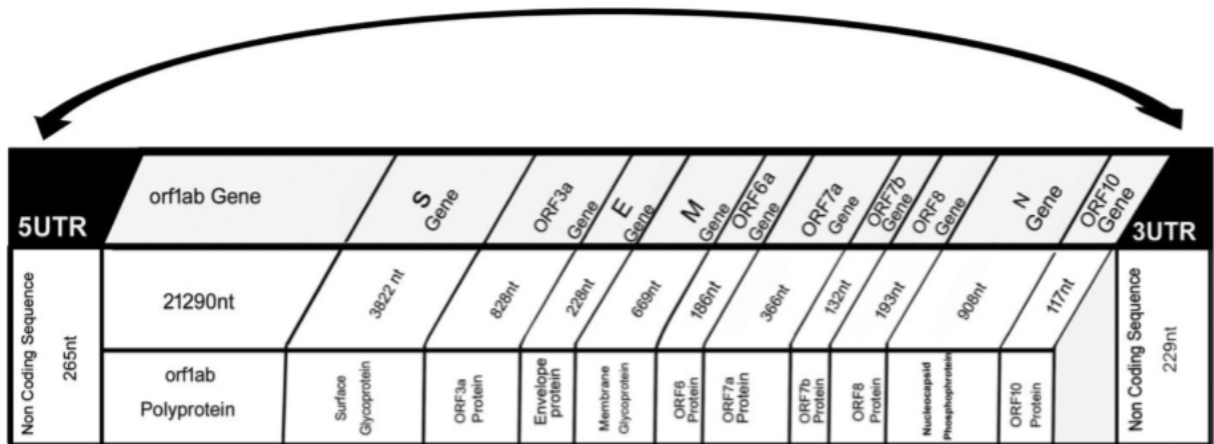 5UTR
orf1ab Gene
S
Gene
ORF3a
Gene
E
Gene
M
Gene
ORF6a
Gene
ORF7a
Gene
ORF7b
Gene
ORF8
Gene
N
Gene
ORF10
Gene
3UTR
Non Coding Sequence
265nt
21290nt
3822 nt
828nt
228nt
669nt
186nt
366nt
132nt
193nt
908nt
117nt
Non Coding Sequence
229nt
orf1ab
Polyprotein
Surface
Glycoprotein
ORF3a
Protein
Envelope
protein
Membrane
Glycoprotein
ORF6
Protein
ORF7a
Protein
ORF7b
Protein
ORF8
Protein
Nucleocapsid
Phosphophrotein
ORF10
Protein